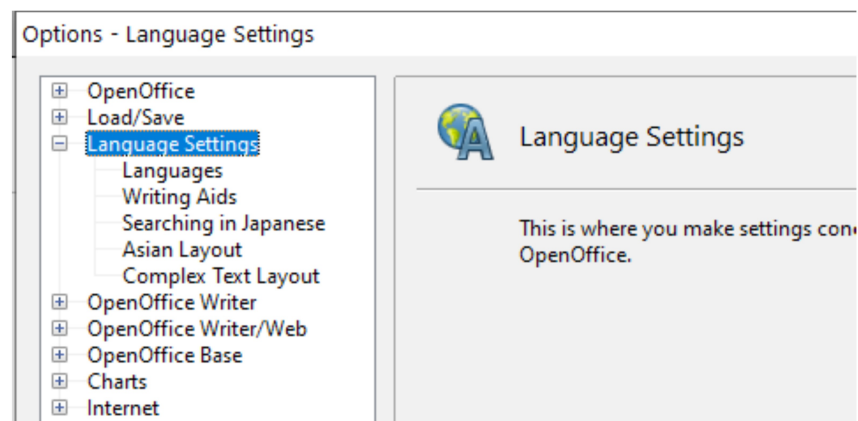 Options - Language Settings
OpenOffice
Load/Save
Language Settings
Languages
Writing Aids
Searching in Japanese
Asian Layout
Complex Text Layout
OpenOffice Writer
OpenOffice Writer/Web
OpenOffice Base
Charts
Internet
Language Settings
This is where you make settings
OpenOffice.